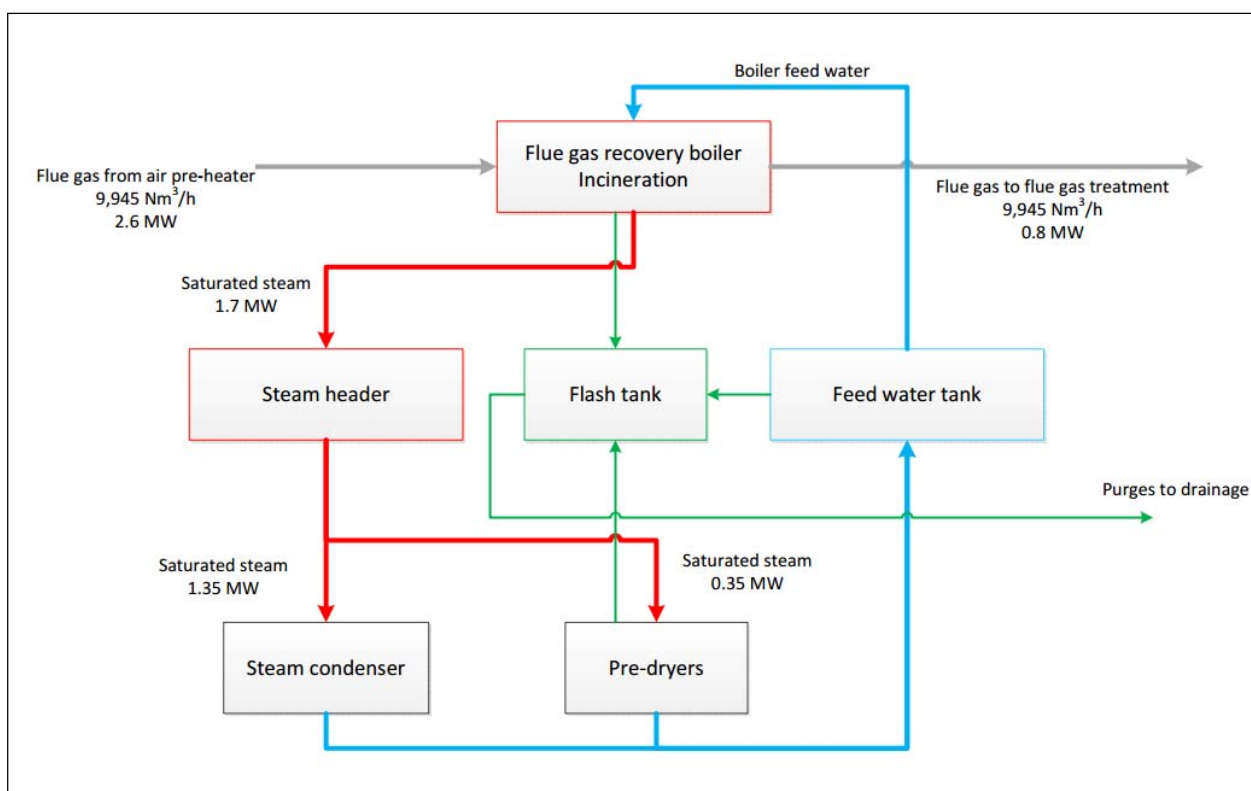 Boiler feed water
Flue gas recovery boiler
Incineration
Flue gas from air pre-heater
9,945 Nm³/h
2.6 MW
Flue gas to flue gas treatment
9,945 Nm³/h
0.8 MW
Saturated steam
1.7 MW
Steam header
Flash tank
Feed water tank
Purges to drainage
Saturated steam
1.35 MW
Saturated steam
0.35 MW
Steam condenser
Pre-dryers